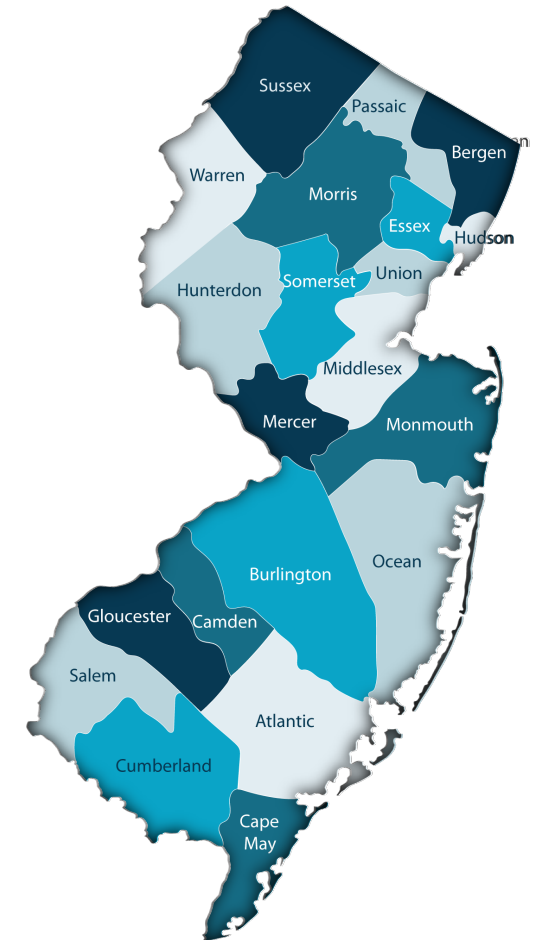 Sussex
Passaic
Bergen
Warren
Morris
Essex
Hudson
Union
Somerset
Hunterdon
Middlesex
Mercer
Monmouth
Ocean
Burlington
Gloucester
Camden
Salem
Atlantic
Cumberland
Cape
May